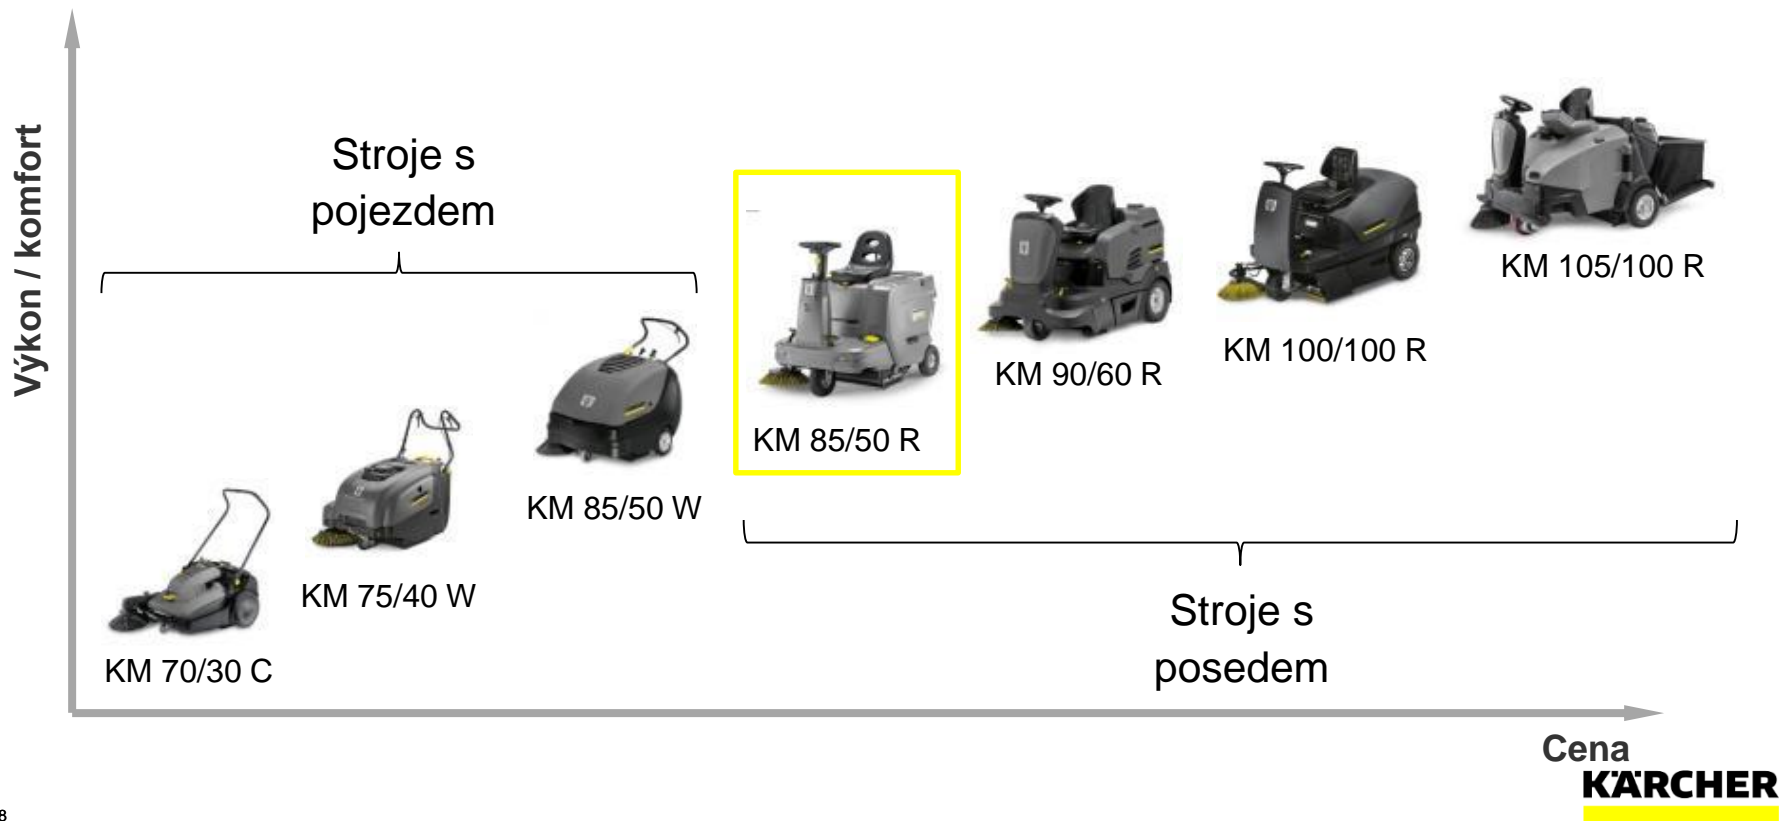 Výkon / komfort
Stroje s
pojezdem
KM 105/100 R
KM 100/100 R
KM 90/60 R
KM 85/50 R
KM 85/50 W
KM 75/40 W
KM 70/30 C
Stroje s
posedem
Cena
KÄRCHER
8